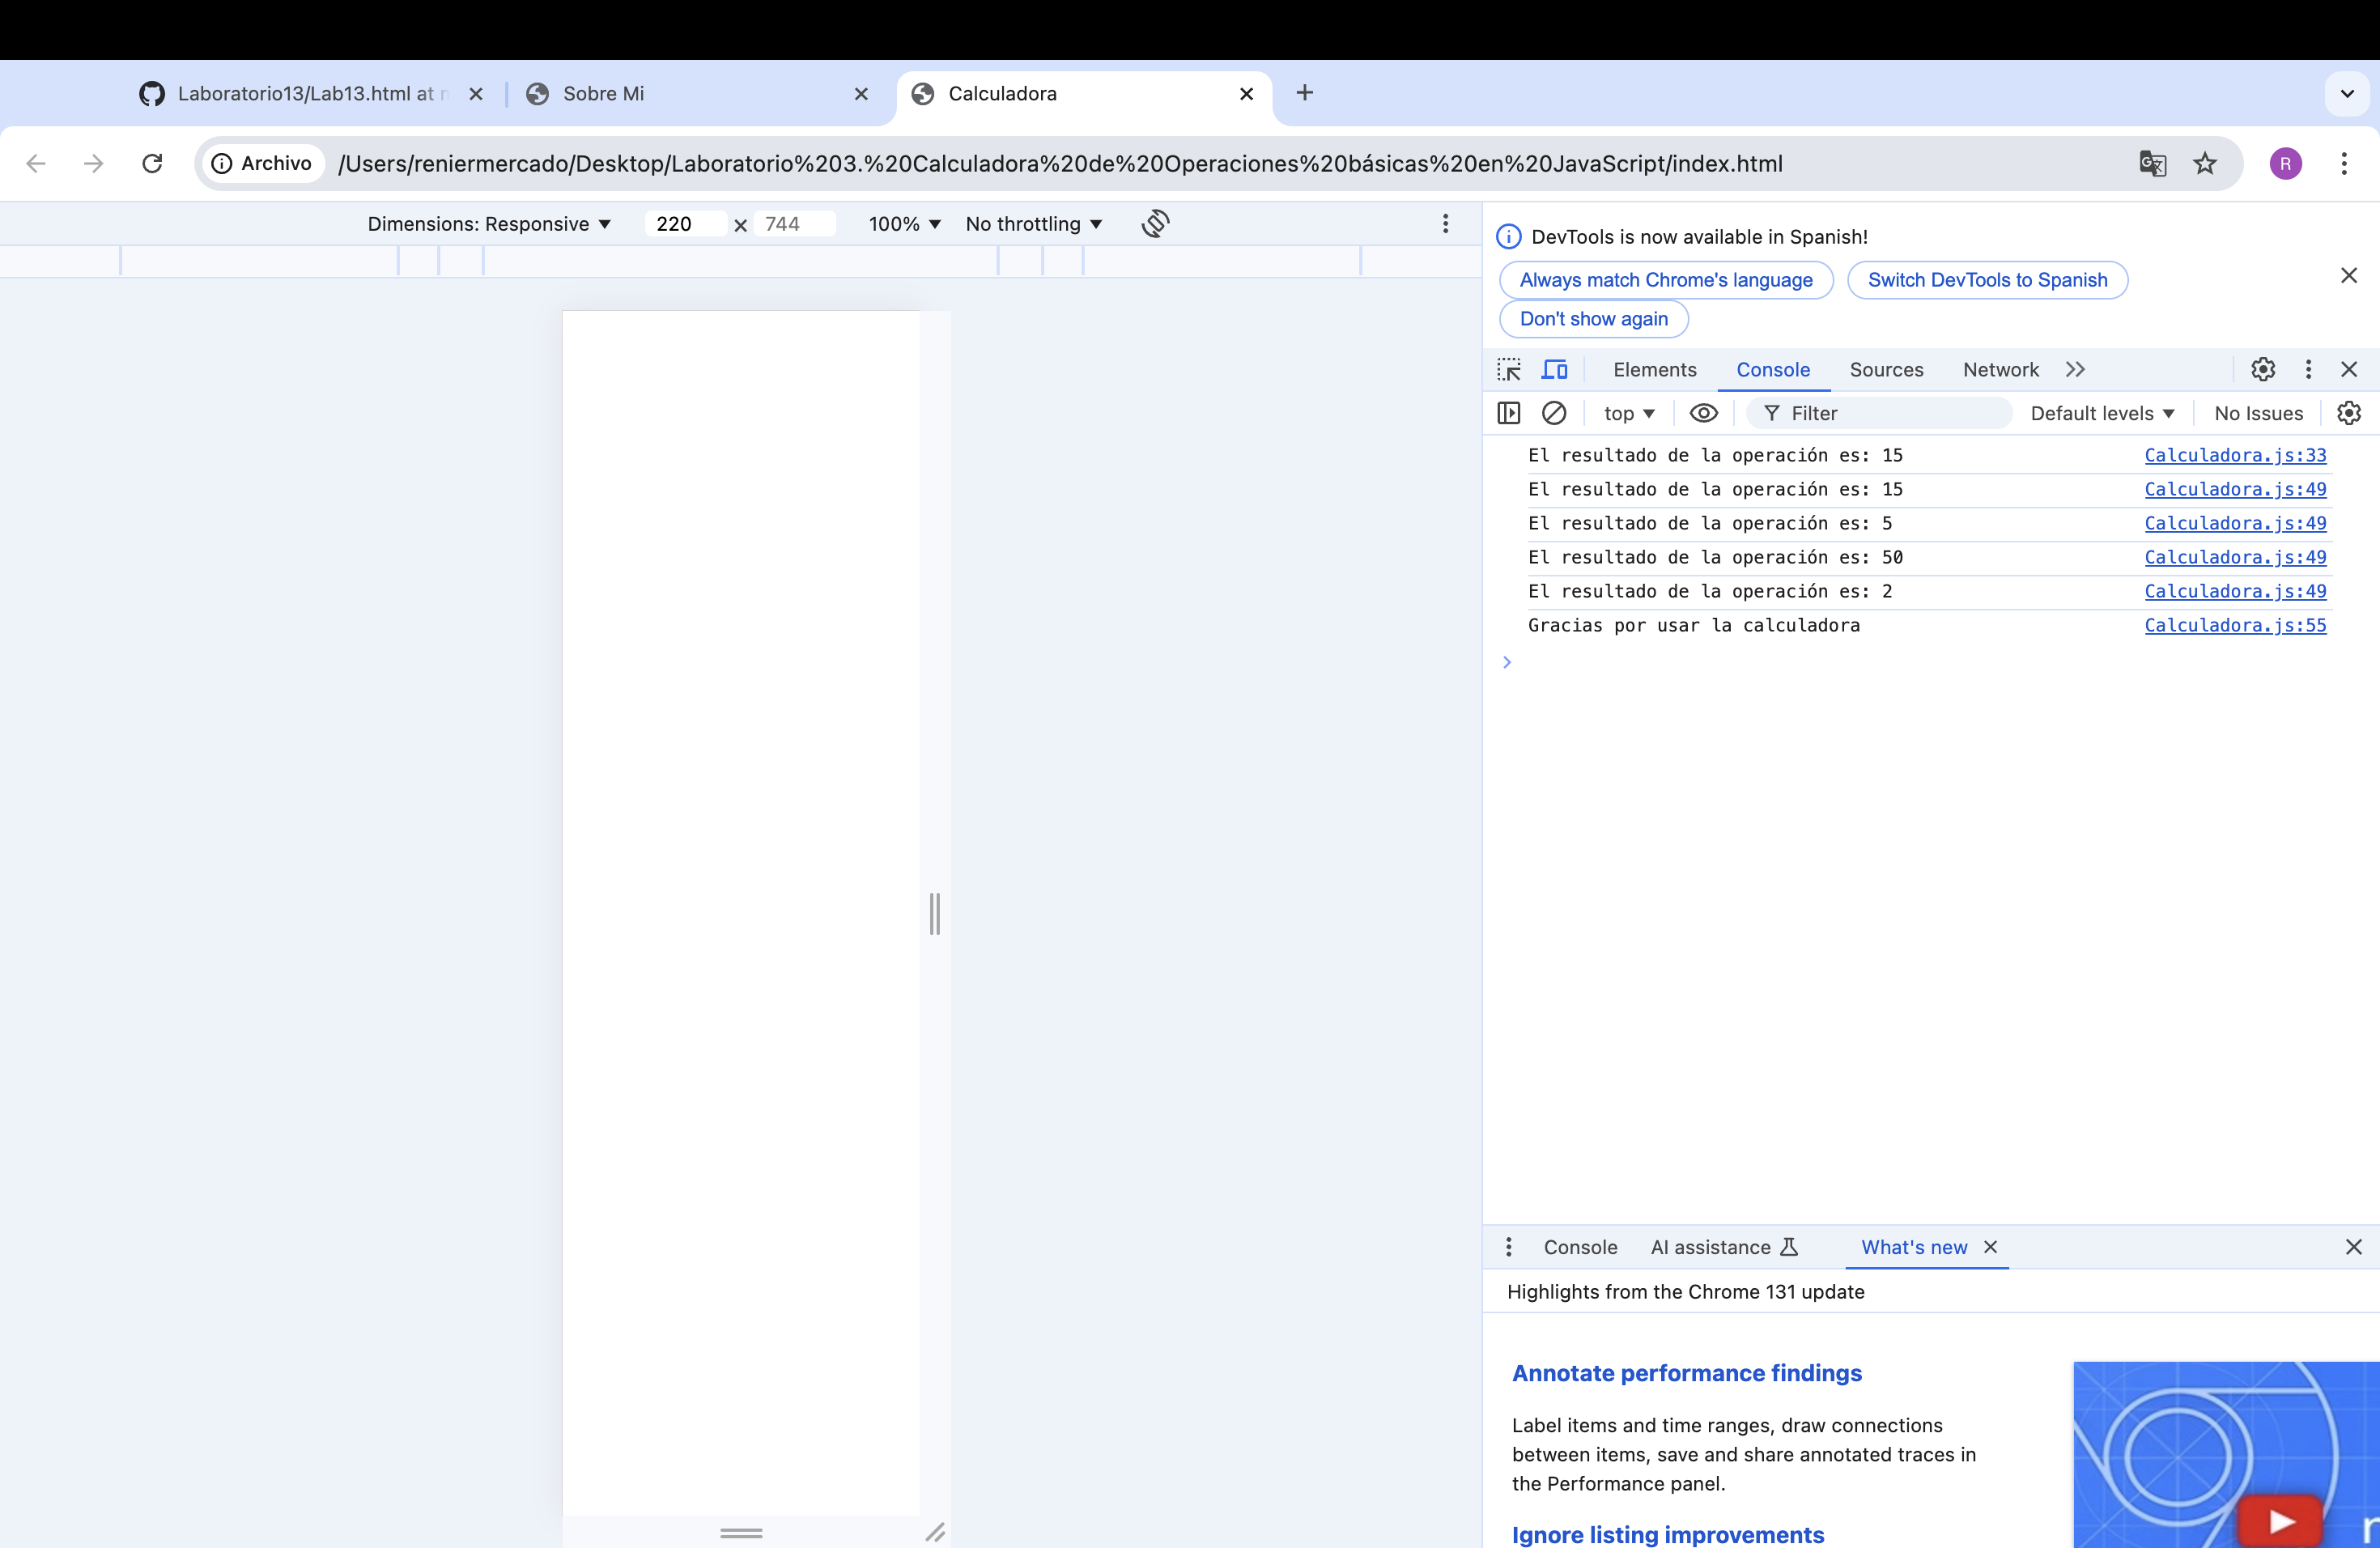 Laboratorio13/Lab13.html at
Sobre Mi
Calculadora
Archivo
/Users/reniermercado/Desktop/Laboratorio%203.%20Calculadora%20de%20Operaciones%20básicas%20en%20JavaScript/index.html
R
Dimensions: Responsive
220 × 744
100%
No throttling
DevTools is now available in Spanish!
Always match Chrome's language
Switch DevTools to Spanish
Don't show again
Elements Console Sources Network
top
Filter
Default levels
No Issues
El resultado de la operación es: 15 Calculadora.js:33
El resultado de la operación es: 15 Calculadora.js:49
El resultado de la operación es: 5 Calculadora.js:49
El resultado de la operación es: 50 Calculadora.js:49
El resultado de la operación es: 2 Calculadora.js:49
Gracias por usar la calculadora Calculadora.js:55
Console AI assistance What's new
Highlights from the Chrome 131 update
Annotate performance findings
Label items and time ranges, draw connections
between items, save and share annotated traces in
the Performance panel.
Ignore listing improvements